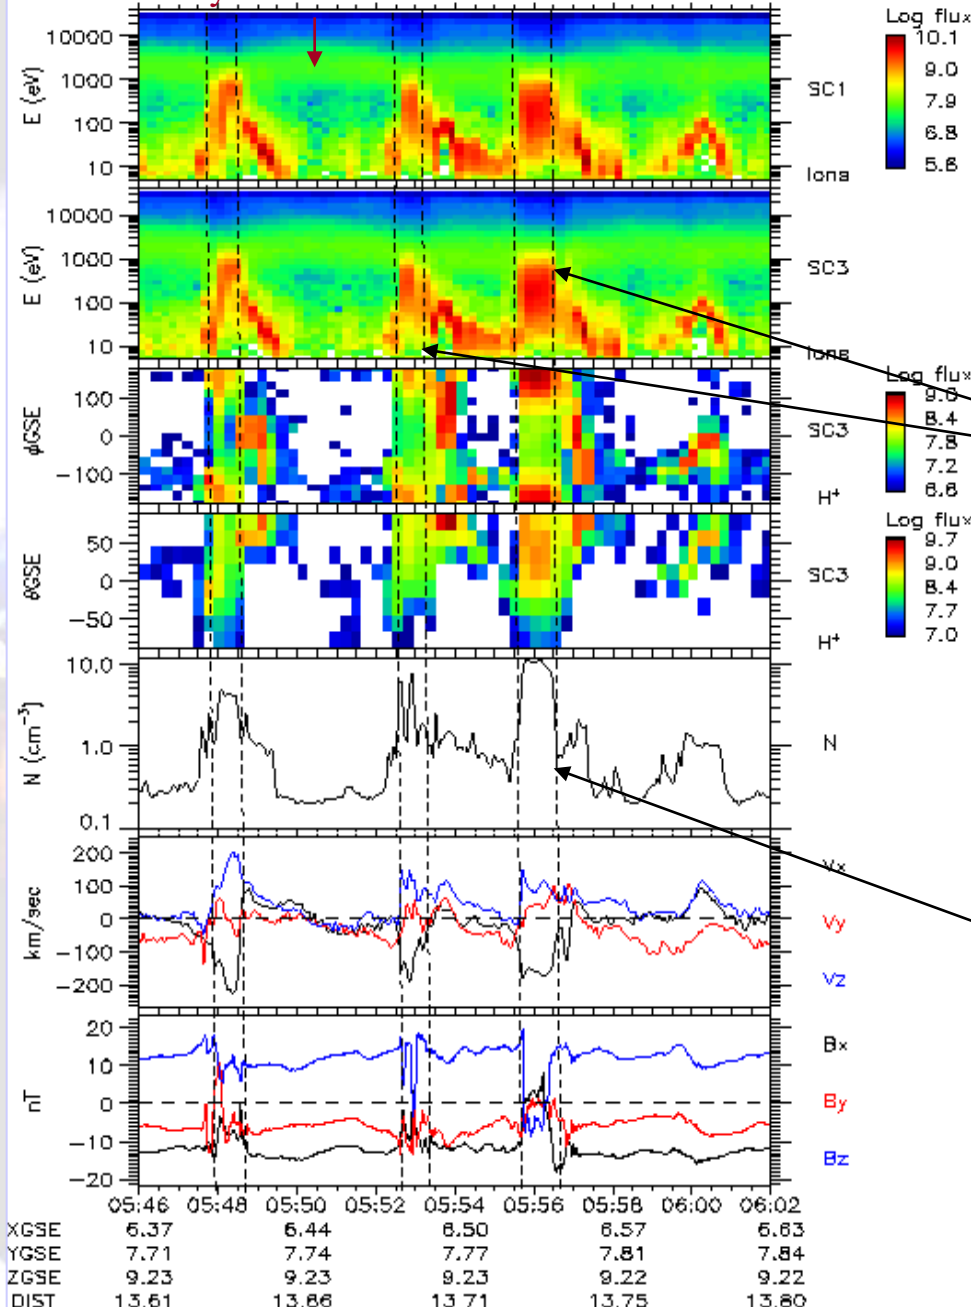 Log flux
10000
1000
100
10
E (eV)
SC1
Ions
10.1
9.0
7.9
6.8
5.6
10000
1000
100
10
E (eV)
SC3
Ions
100
0
-100
φGSE
SC3
H+
Log flux
9.0
8.4
7.8
7.2
6.6
50
0
-50
θGSE
SC3
H+
Log flux
9.7
9.0
8.4
7.7
7.0
10.0
1.0
0.1
N (cm-3)
N
200
100
0
-100
-200
km/sec
Vx
Vy
Vz
20
10
0
-10
-20
nT
Bx
By
Bz
05:46 05:48 05:50 05:52 05:54 05:56 05:58 06:00 06:02
XGSE 6.37 6.44 6.50 6.57 6.63
YGSE 7.71 7.74 7.77 7.81 7.84
ZGSE 9.23 9.23 9.23 9.22 9.22
DIST 13.61 13.66 13.71 13.75 13.80